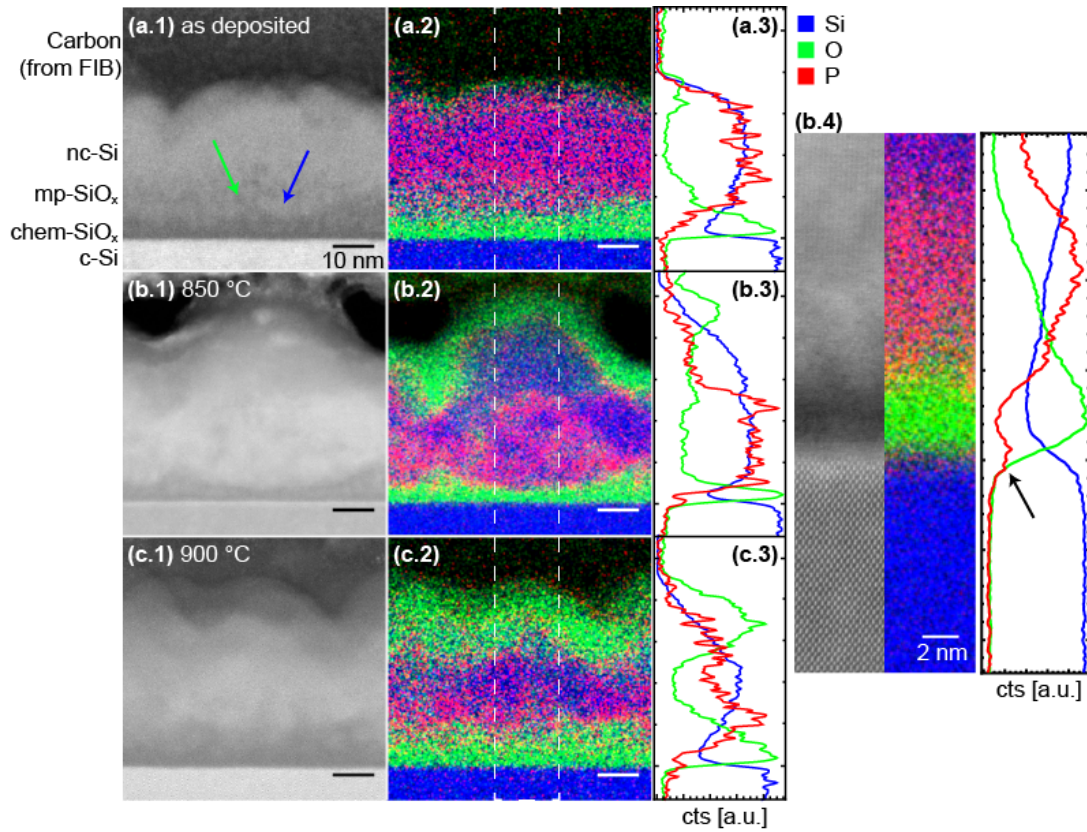 Carbon
(from FIB)
nc-Si
mp-SiOₓ
chem-SiOₓ
c-Si
(a.1) as deposited
10 nm
(a.2)
(a.3)
Si
O
P
(b.1) 850 °C
(b.2)
(b.3)
(b.4)
2 nm
cts [a.u.]
(c.1) 900 °C
(c.2)
(c.3)
cts [a.u.]